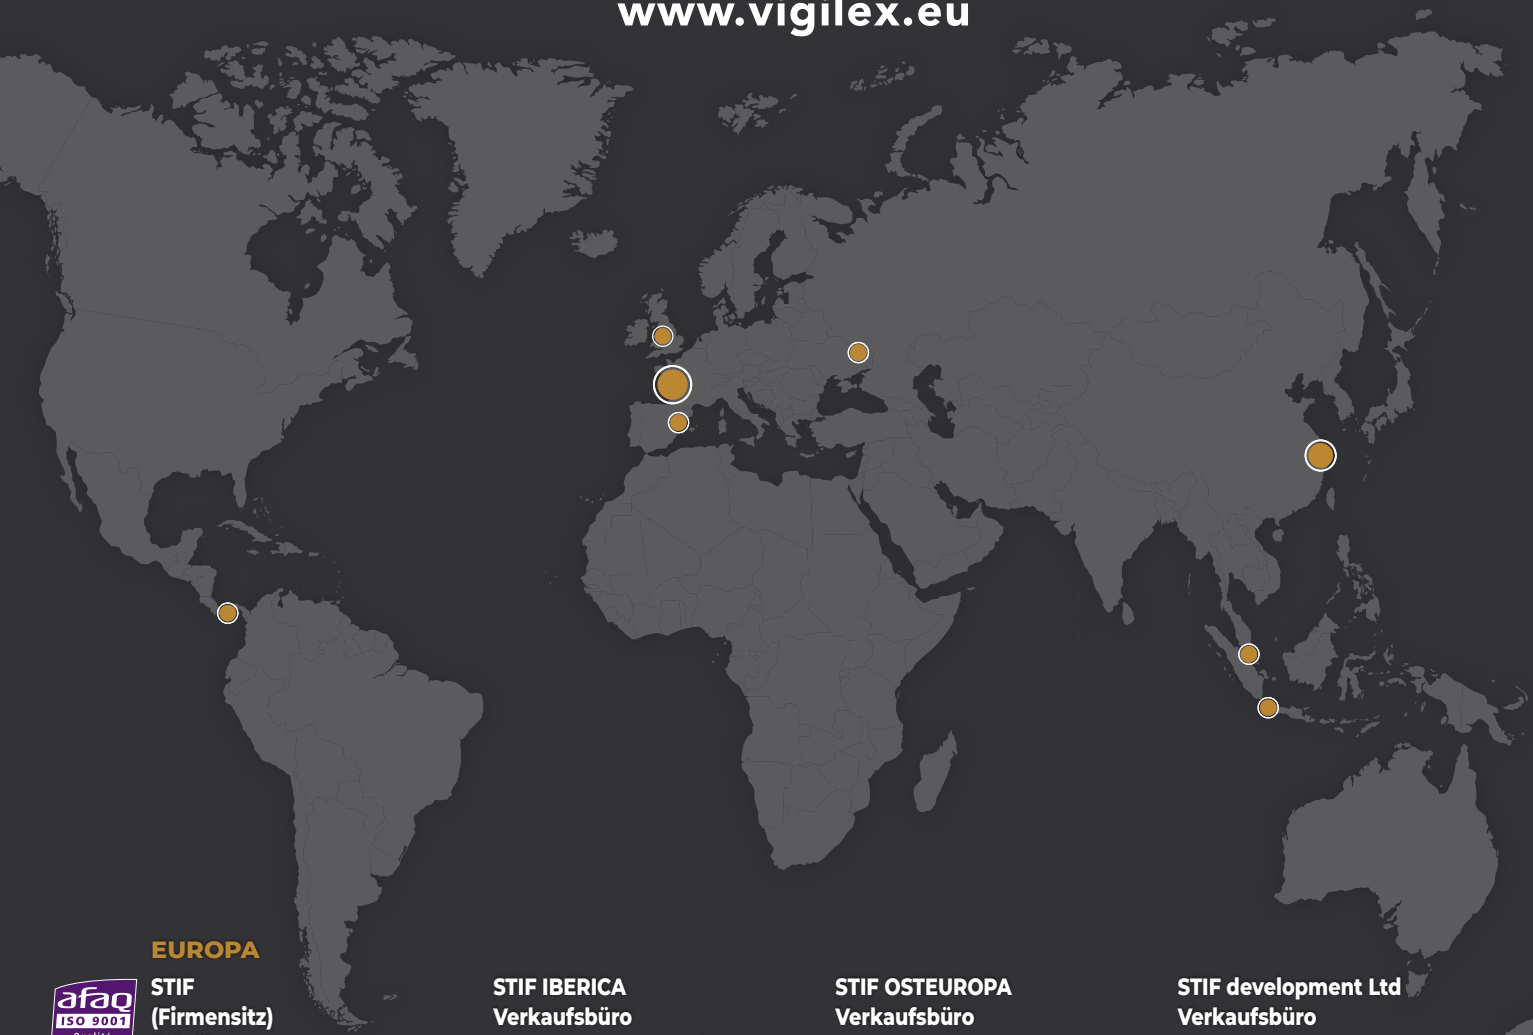 www.vigilex.eu
EUROPA
STIF
(Firmensitz)
STIF IBERICA
Verkaufsbüro
STIF OSTEUROPA
Verkaufsbüro
STIF development Ltd
Verkaufsbüro
afaq
ISO 9001